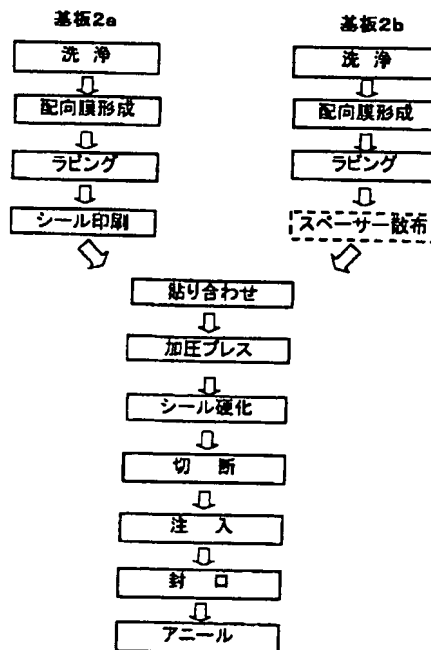 基板2a
洗 浄
配向膜形成
ラビング
シール印刷
基板2b
洗 浄
配向膜形成
ラビング
スペーサー散布
貼り合わせ
加圧プレス
シール硬化
切 断
注 入
封 口
アニール